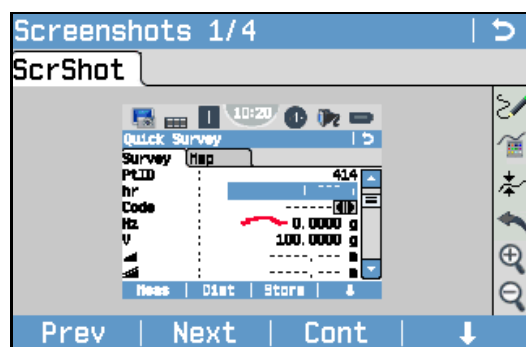 Screenshots 1/4
ScrShot
10:20
Quick Survey
Survey Map
PtID : 414
hr : ---
Code : ------
Hz : 0.0000 g
V : 100.0000 g
: -----.--- m
: -----.--- m
Meas Dist Store
Prev Next Cont